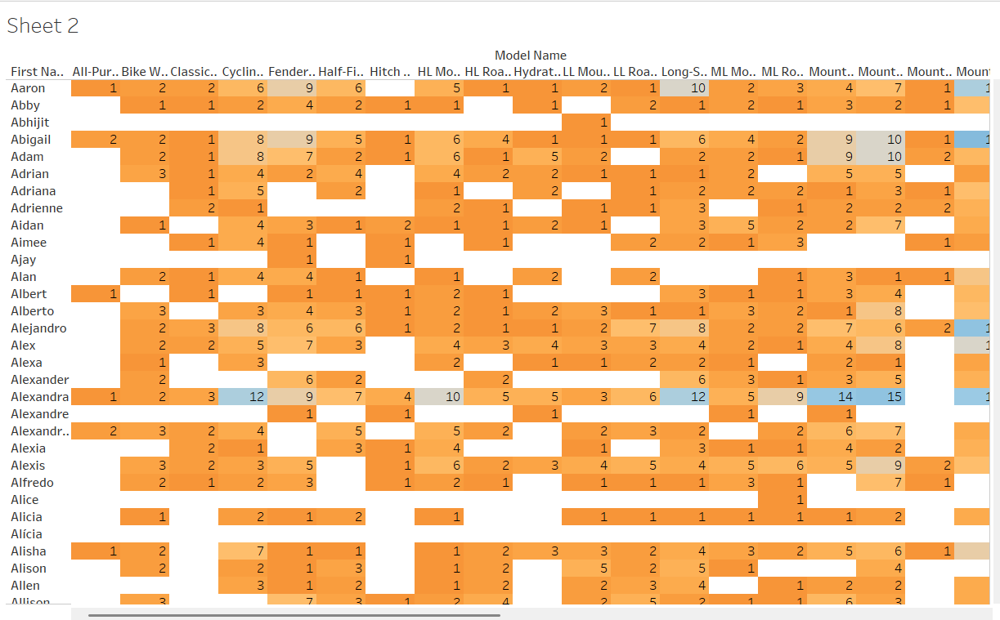 Sheet 2
Model Name
First Na.. All-Pur.. Bike W.. Classic.. Cyclin.. Fender.. Half-Fi.. Hitch .. HL Mo.. HL Roa.. Hydrat.. LL Mou.. LL Roa.. Long-S.. ML Mo.. ML Ro.. Mount.. Mount.. Mount..
Aaron 1 2 2 6 9 6 5 1 1 2 1 10 2 3 4 7 1
Abby 1 1 2 4 2 1 1 1 2 1 2 1 3 2 1
Abhijit 1
Abigail 2 2 1 8 9 5 1 6 4 1 1 1 6 4 2 9 10 1
Adam 2 1 8 7 2 1 6 1 5 2 2 2 1 9 10 2
Adrian 3 1 4 2 4 4 2 2 1 1 1 2 5 5
Adriana 1 5 2 1 2 1 2 2 2 1 3 1
Adrienne 2 1 2 1 1 1 3 1 2 2 2
Aidan 1 4 3 1 2 1 1 2 1 3 5 2 2 7
Aimee 1 4 1 1 1 2 2 1 3 1
Ajay 1 1
Alan 2 1 4 4 1 1 2 2 1 3 1 1
Albert 1 1 1 1 1 2 1 3 1 1 3 4
Alberto 3 3 4 3 1 2 1 2 3 1 1 3 2 1 8
Alejandro 2 3 8 6 6 1 2 1 1 2 7 8 2 2 7 6 2
Alex 2 2 5 7 3 4 3 4 3 3 4 2 1 4 8
Alexa 1 3 2 1 1 2 2 1 2 1
Alexander 2 6 2 2 6 3 1 3 5
Alexandra 1 2 3 12 9 7 4 10 5 5 3 6 12 5 9 14 15
Alexandre 1 1 1 1 1
Alexandr.. 2 3 2 4 5 5 2 2 3 2 2 6 7
Alexia 2 1 3 1 4 1 3 1 1 4 2
Alexis 3 2 3 5 1 6 2 3 4 5 4 5 6 5 9 2
Alfredo 2 1 2 3 1 2 1 1 1 1 3 1 7 1
Alice 1
Alicia 1 2 1 2 1 1 1 1 1 1 1 2
Alícia
Alisha 1 2 7 1 1 1 2 3 3 2 4 3 2 5 6 1
Alison 2 2 1 3 1 2 5 2 5 1 4
Allen 3 1 2 1 2 2 3 4 1 2 2
Allison 3 7 3 1 2 4 2 5 2 1 1 6 3